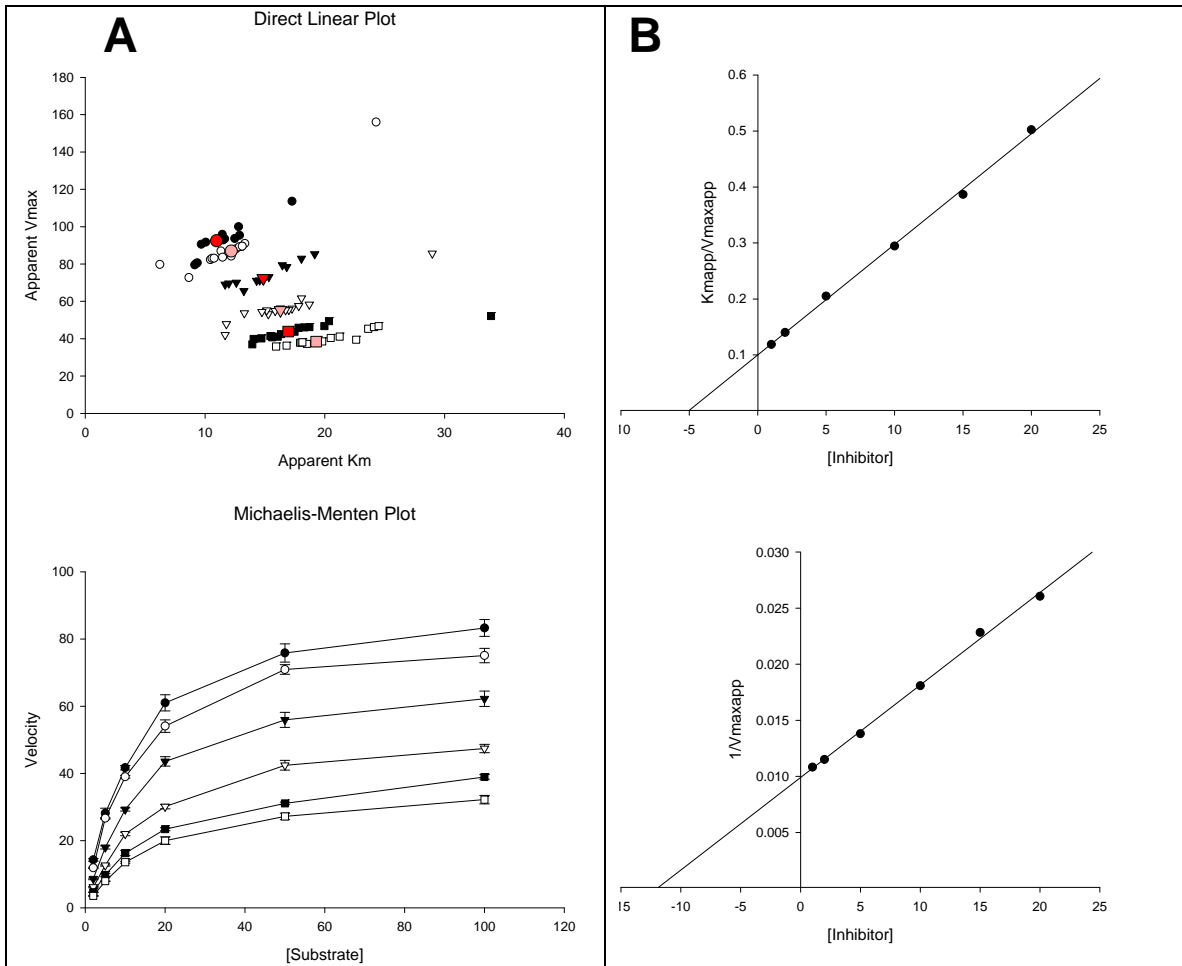 A
Direct Linear Plot
Apparent Vmax
180
160
140
120
100
80
60
40
20
0
0 10 20 30 40
Apparent Km
Michaelis-Menten Plot
Velocity
100
80
60
40
20
0
0 20 40 60 80 100 120
[Substrate]
B
Kmapp/Vmaxapp
0.6
0.5
0.4
0.3
0.2
0.1
10 -5 0 5 10 15 20 25
[Inhibitor]
1/Vmaxapp
0.030
0.025
0.020
0.015
0.010
0.005
15 -10 -5 0 5 10 15 20 25
[Inhibitor]